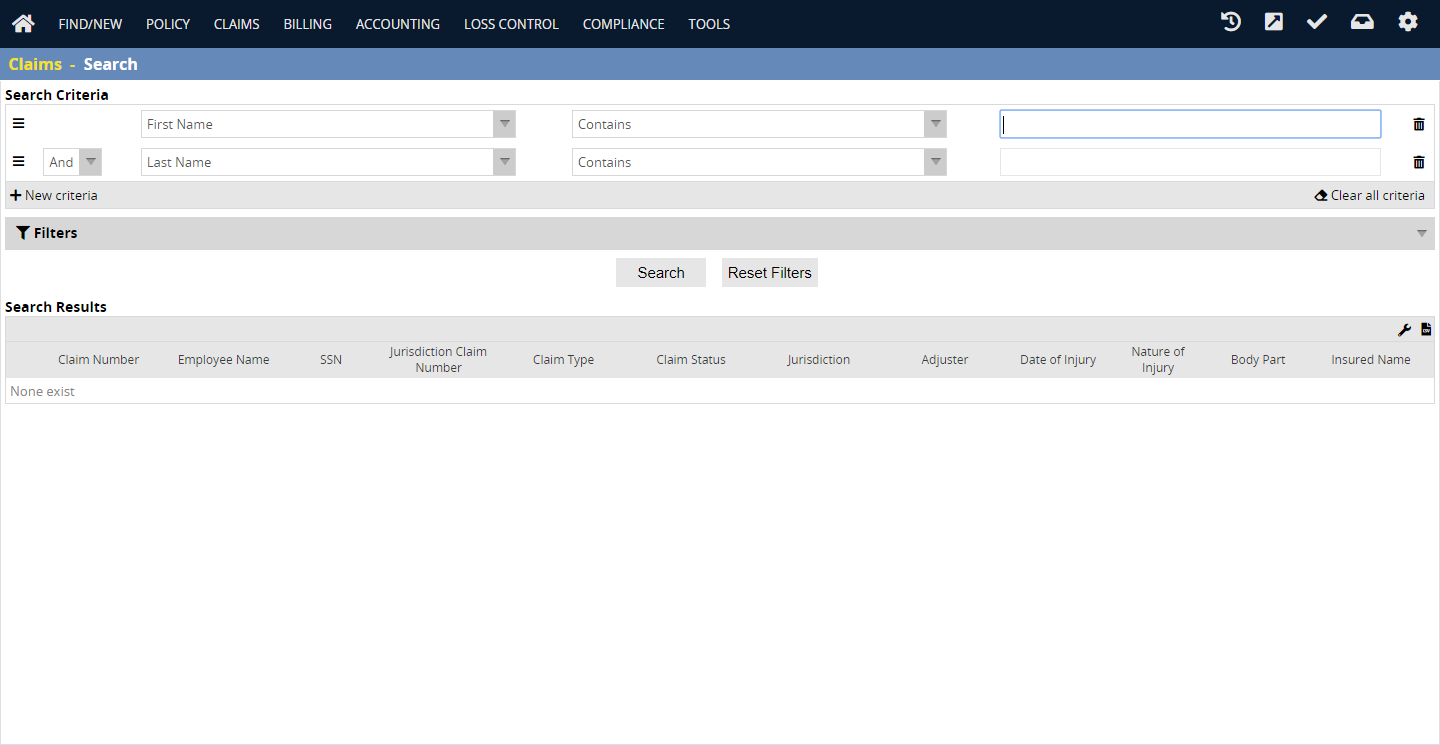 FIND/NEW POLICY CLAIMS BILLING ACCOUNTING LOSS CONTROL COMPLIANCE TOOLS
Claims - Search
Search Criteria
First Name Contains
And Last Name Contains
New criteria Clear all criteria
Filters
Search Reset Filters
Search Results
Claim Number Employee Name SSN Jurisdiction Claim Number Claim Type Claim Status Jurisdiction Adjuster Date of Injury Nature of Injury Body Part Insured Name
None exist